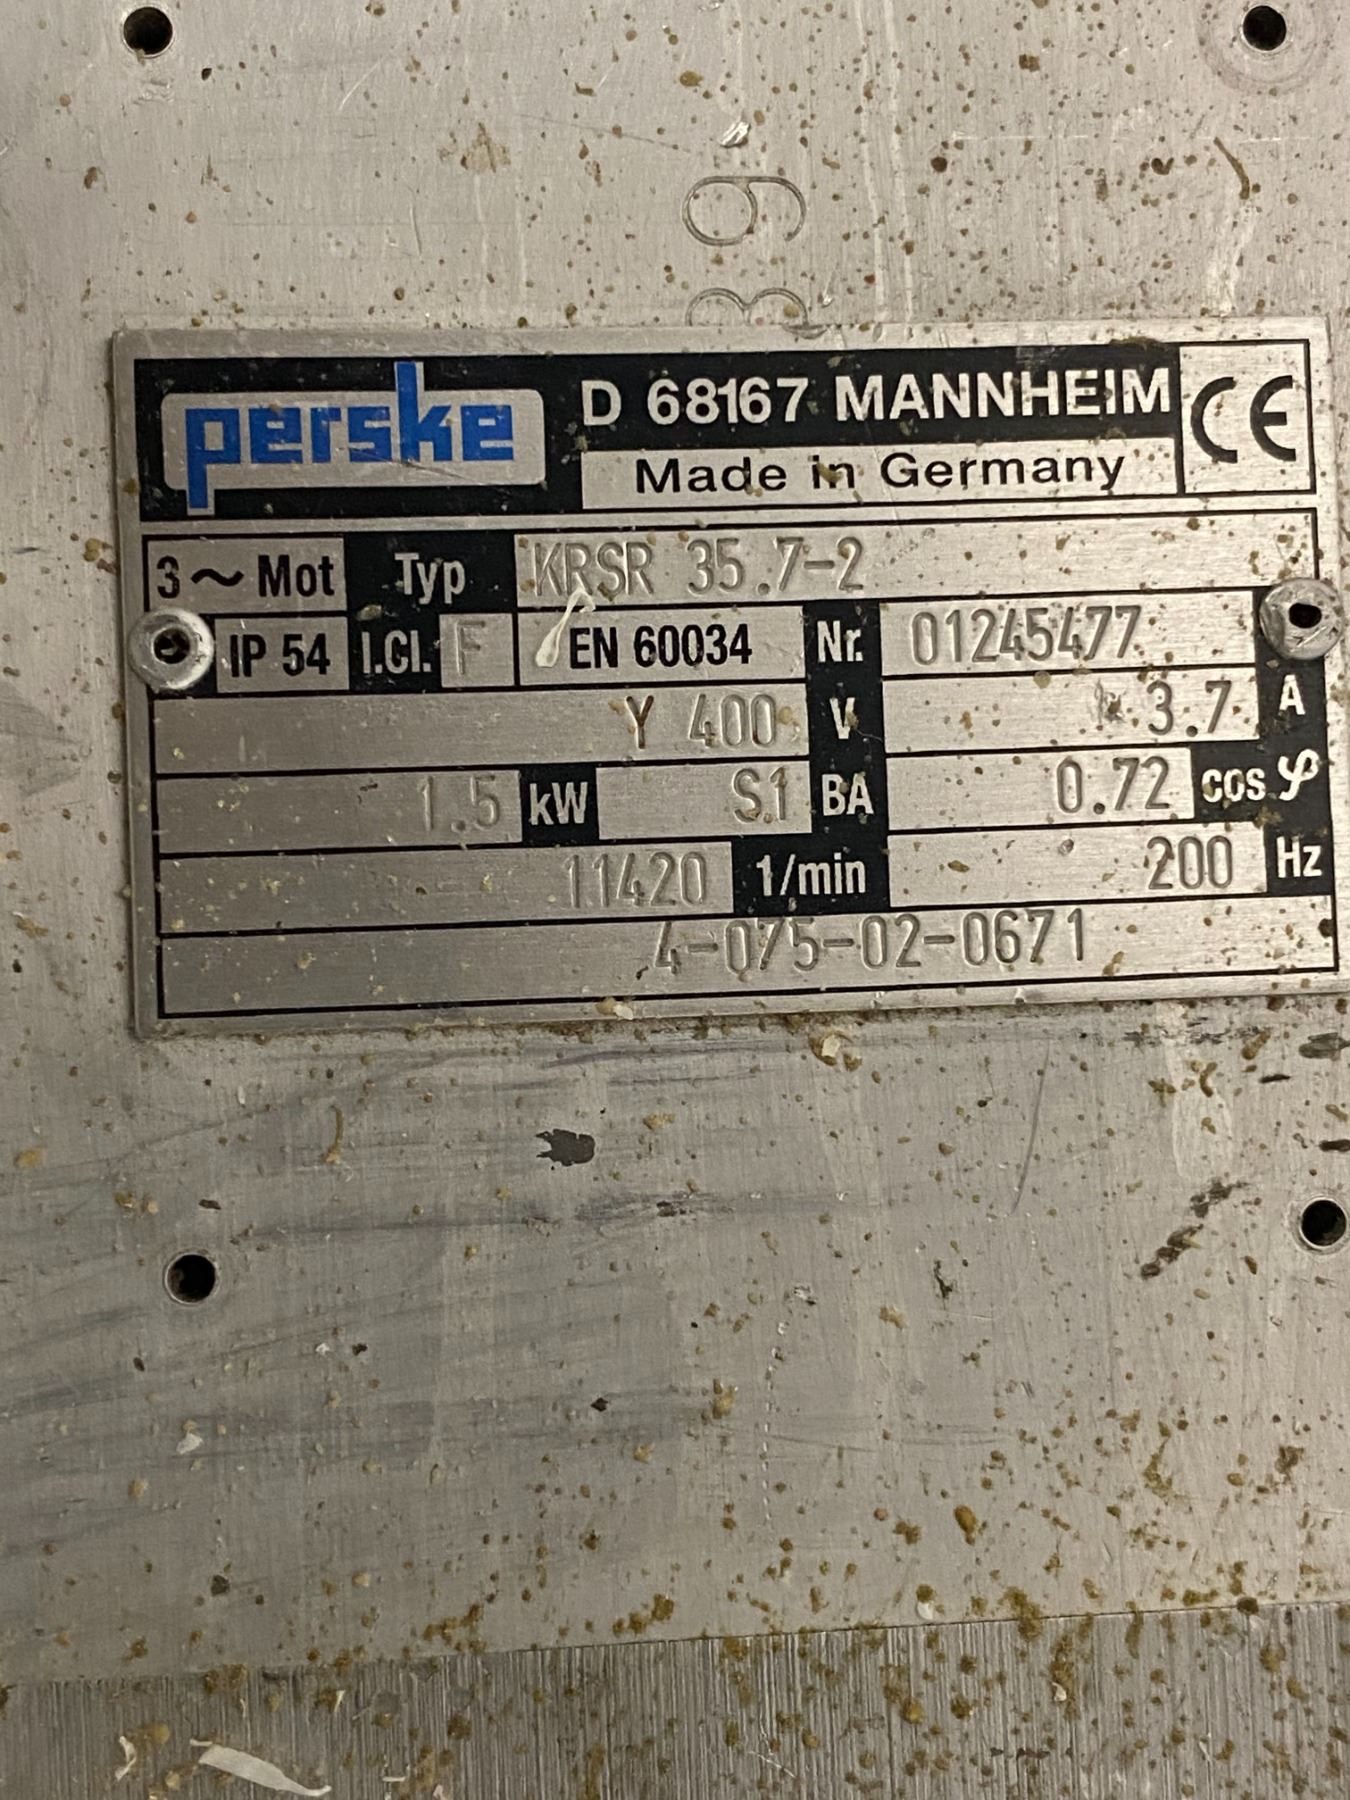 39
perske D 68167 MANNHEIM CE
Made in Germany
3 ~ Mot Typ KRSR 35.7-2
IP 54 I.Cl. F EN 60034 Nr. 01245477
Y 400 V 3.7 A
1.5 kW S.1 BA 0.72 cos φ
11420 1/min 200 Hz
4-075-02-0671